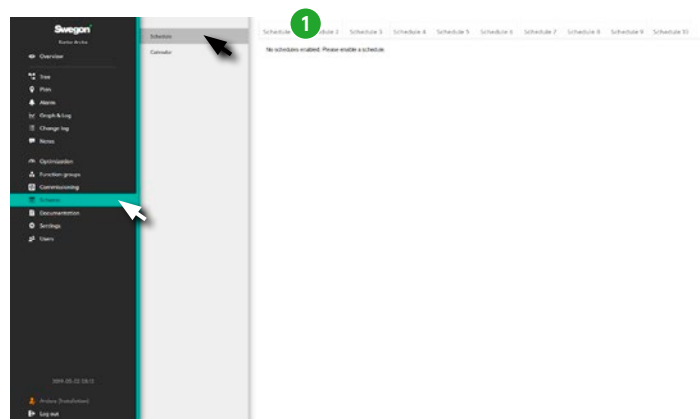 Swegon
Overview
Tree
Plan
Alarm
Graph & Log
Change log
Notes
Optimization
Function groups
Commissioning
Schema
Documentation
Settings
Users
Log out
Schedule
Calendar
1
Schedule 2
Schedule 3
Schedule 4
Schedule 5
Schedule 6
Schedule 7
Schedule 8
Schedule 9
Schedule 10
No schedules enabled. Please enable a schedule.